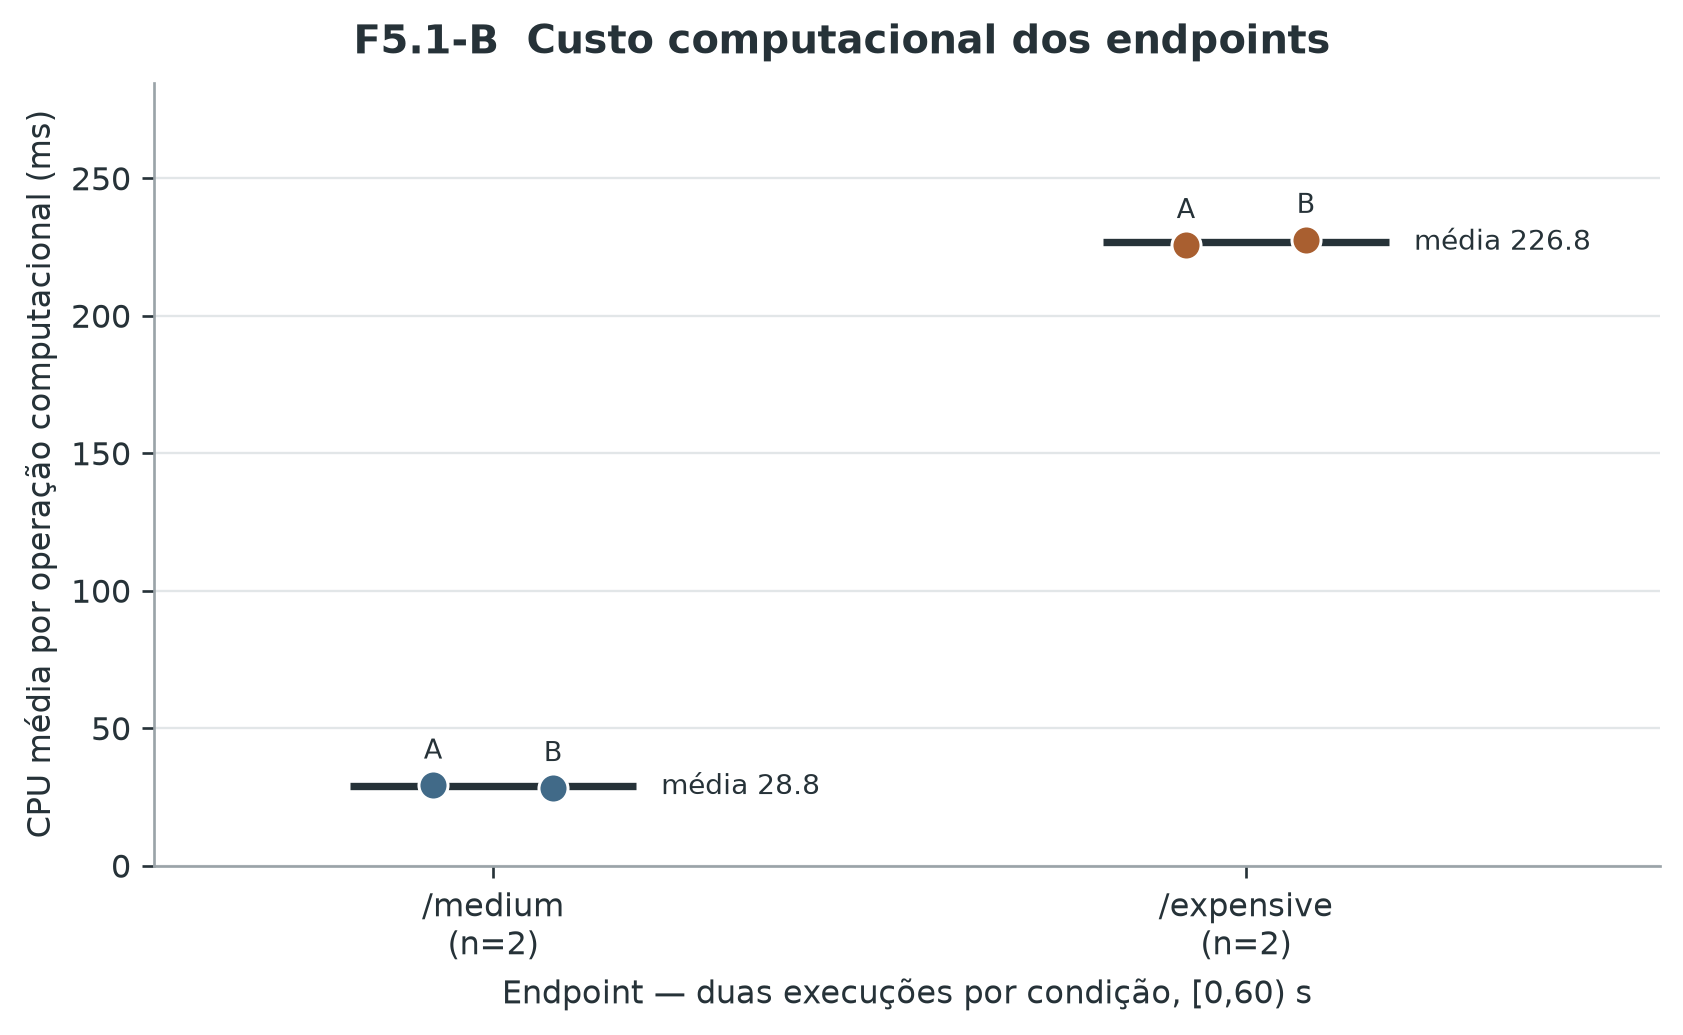 F5.1-B  Custo computacional dos endpoints
CPU média por operação computacional (ms)
250
200
150
100
50
0
A
B
média 226.8
A
B
média 28.8
/medium
(n=2)
/expensive
(n=2)
Endpoint — duas execuções por condição, [0,60) s